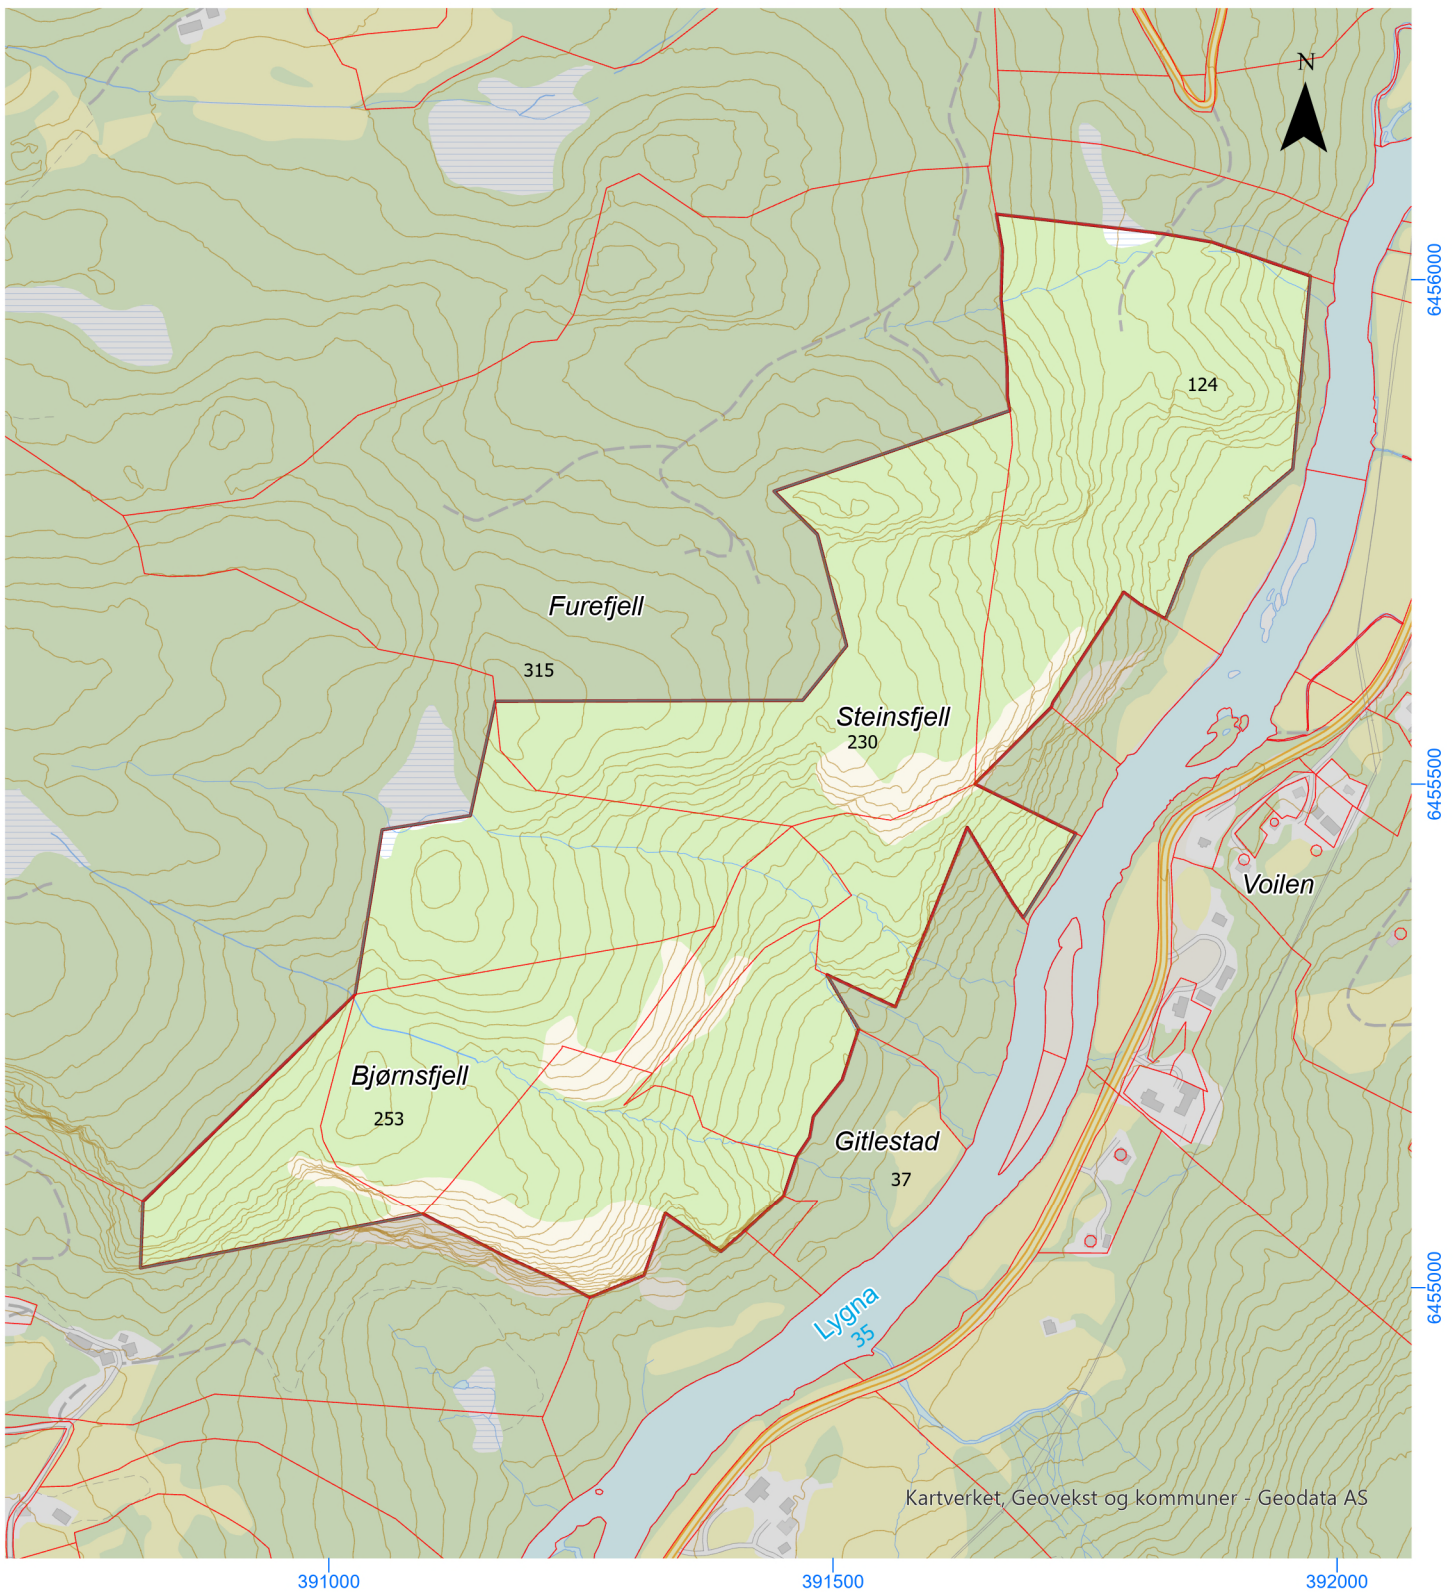 N
6456000
124
Furefjell
315
Steinsfjell
230
6455500
Voilen
Bjørnsfjell
253
Gitlestad
37
6455000
Lygna
35
Kartverket, Geovekst og kommuner - Geodata AS
391000
391500
392000